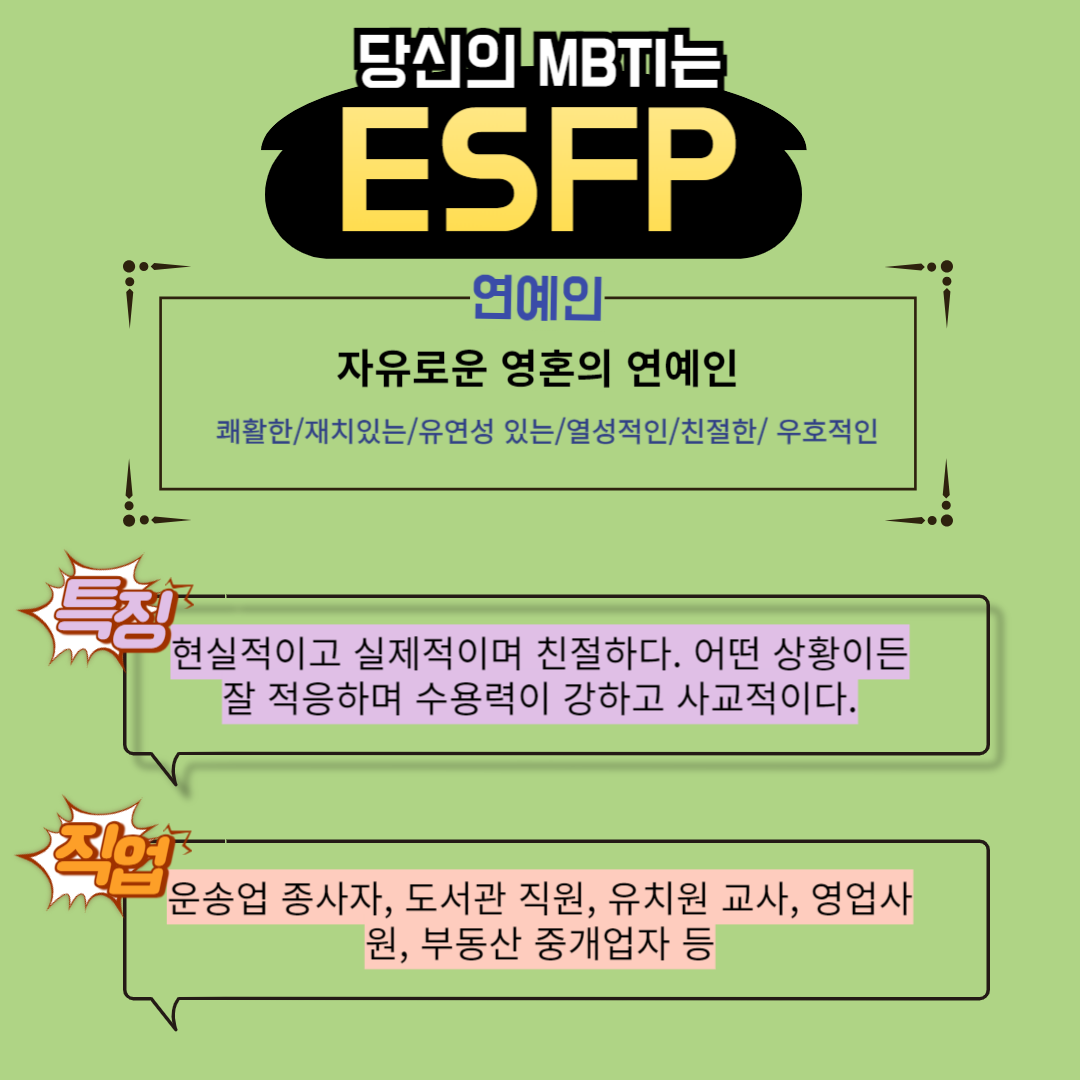 당신의 MBTI는
ESFP
연예인
자유로운 영혼의 연예인
쾌활한/재치있는/유연성 있는/열성적인/친절한/ 우호적인
특징
현실적이고 실제적이며 친절하다. 어떤 상황이든
잘 적응하며 수용력이 강하고 사교적이다.
직업
운송업 종사자, 도서관 직원, 유치원 교사, 영업사
원, 부동산 중개업자 등